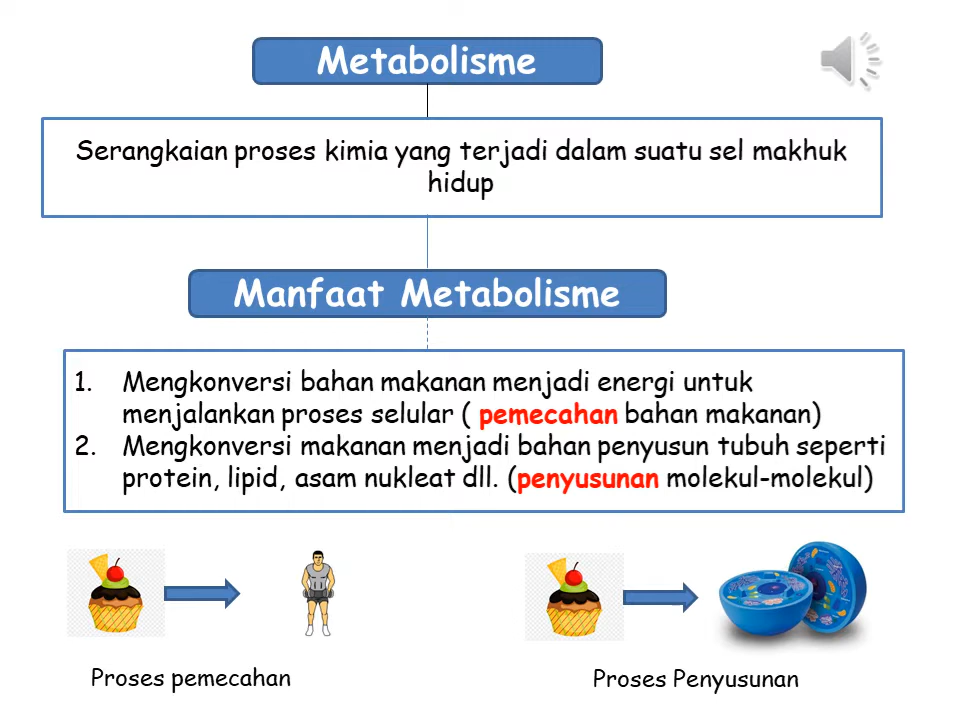 Metabolisme
Serangkaian proses kimia yang terjadi dalam suatu sel makhuk
hidup
Manfaat Metabolisme
1. Mengkonversi bahan makanan menjadi energi untuk
menjalankan proses selular ( pemecahan bahan makanan)
2. Mengkonversi makanan menjadi bahan penyusun tubuh seperti
protein, lipid, asam nukleat dll. (penyusunan molekul-molekul)
Proses pemecahan
Proses Penyusunan